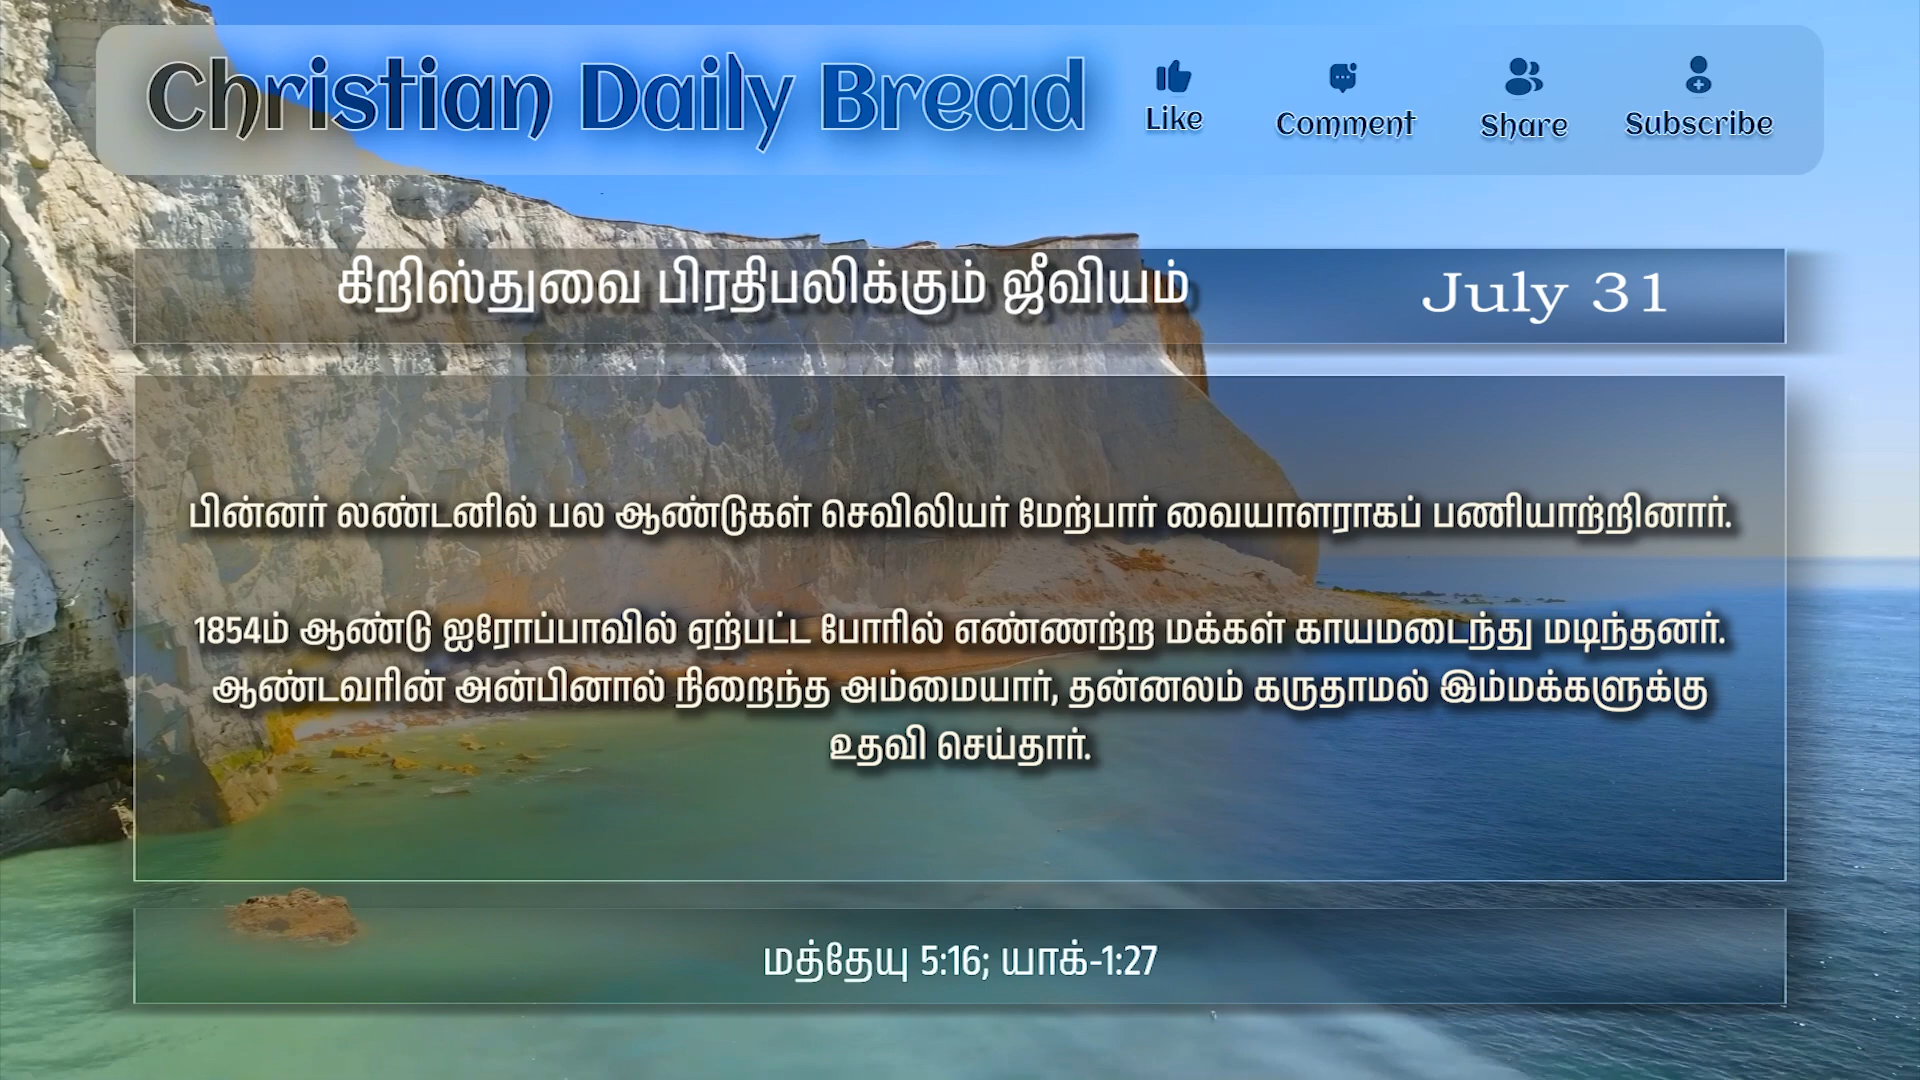 Christian Daily Bread
Like
Comment
Share
Subscribe
கிறிஸ்துவை பிரதிபலிக்கும் ஜீவியம்
July 31
பின்னர் லண்டனில் பல ஆண்டுகள் செவிலியர் மேற்பார் வையாளராகப் பணியாற்றினார்.
1854ம் ஆண்டு ஐரோப்பாவில் ஏற்பட்ட போரில் எண்ணற்ற மக்கள் காயமடைந்து மடிந்தனர்.
ஆண்டவரின் அன்பினால் நிறைந்த அம்மையார், தன்னலம் கருதாமல் இம்மக்களுக்கு
உதவி செய்தார்.
மத்தேயு 5:16; யாக்-1:27